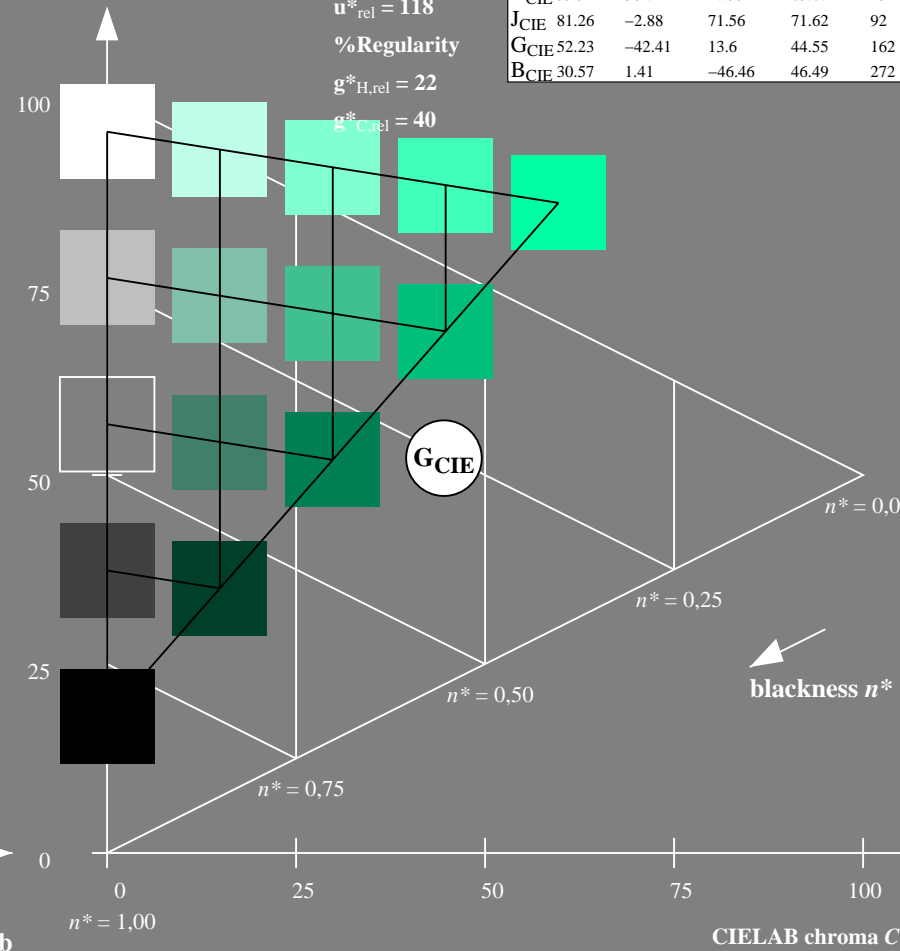 u*rel = 118
%Regularity
g*H,rel = 22
g*C,rel = 40
JCIE 81.26 −2.88 71.56 71.62 92
GCIE 52.23 −42.41 13.6 44.55 162
BCIE 30.57 1.41 −46.46 46.49 272
100
75
50
25
0
GCIE
n* = 0,0
n* = 0,25
n* = 0,50
n* = 0,75
blackness n*
0 25 50 75 100
n* = 1,00
b
CIELAB chroma C